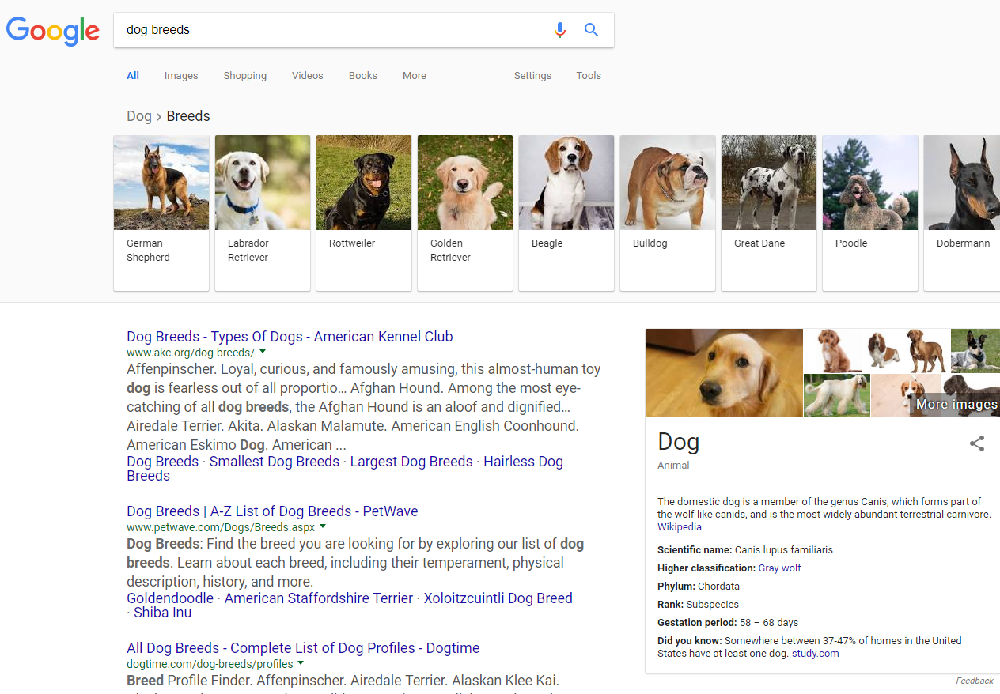 Google
dog breeds
All Images Shopping Videos Books More Settings Tools
Dog › Breeds
German Shepherd
Labrador Retriever
Rottweiler
Golden Retriever
Beagle
Bulldog
Great Dane
Poodle
Dobermann
Dog Breeds - Types Of Dogs - American Kennel Club
www.akc.org/dog-breeds/
Affenpinscher. Loyal, curious, and famously amusing, this almost-human toy
dog is fearless out of all proportio... Afghan Hound. Among the most eye-
catching of all dog breeds, the Afghan Hound is an aloof and dignified...
Airedale Terrier. Akita. Alaskan Malamute. American English Coonhound.
American Eskimo Dog. American ...
Dog Breeds · Smallest Dog Breeds · Largest Dog Breeds · Hairless Dog
Breeds
Dog Breeds | A-Z List of Dog Breeds - PetWave
www.petwave.com/Dogs/Breeds.aspx
Dog Breeds: Find the breed you are looking for by exploring our list of dog
breeds. Learn about each breed, including their temperament, physical
description, history, and more.
Goldendoodle · American Staffordshire Terrier · Xoloitzcuintli Dog Breed
· Shiba Inu
All Dog Breeds - Complete List of Dog Profiles - Dogtime
dogtime.com/dog-breeds/profiles
Breed Profile Finder. Affenpinscher. Airedale Terrier. Alaskan Klee Kai.
More images
Dog
Animal
The domestic dog is a member of the genus Canis, which forms part of
the wolf-like canids, and is the most widely abundant terrestrial carnivore.
Wikipedia
Scientific name: Canis lupus familiaris
Higher classification: Gray wolf
Phylum: Chordata
Rank: Subspecies
Gestation period: 58 – 68 days
Did you know: Somewhere between 37-47% of homes in the United
States have at least one dog. study.com
Feedback